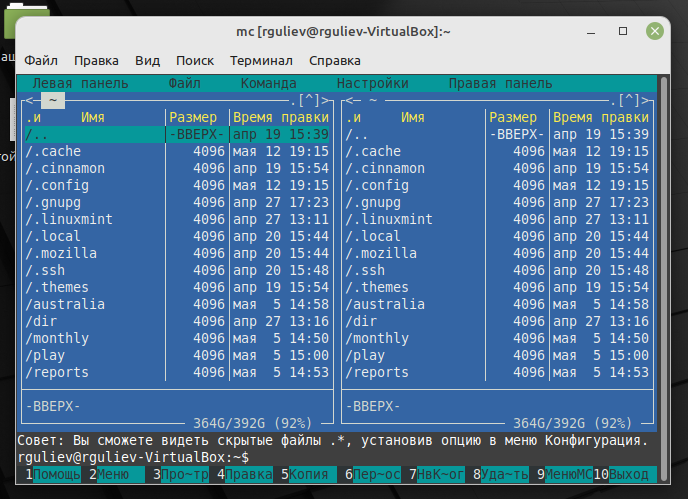 mc [rguliev@rguliev-VirtualBox]:~
Файл Правка Вид Поиск Терминал Справка
Левая панель Файл Команда Настройки Правая панель
<- ~ .[^]> <- ~ .[^]>
.и Имя Размер Время правки .и Имя Размер Время правки
/.. -ВВЕРХ- апр 19 15:39 /.. -ВВЕРХ- апр 19 15:39
/.cache 4096 мая 12 19:15 /.cache 4096 мая 12 19:15
/.cinnamon 4096 апр 19 15:54 /.cinnamon 4096 апр 19 15:54
/.config 4096 мая 12 19:15 /.config 4096 мая 12 19:15
/.gnupg 4096 апр 27 17:23 /.gnupg 4096 апр 27 17:23
/.linuxmint 4096 апр 27 13:11 /.linuxmint 4096 апр 27 13:11
/.local 4096 апр 20 15:44 /.local 4096 апр 20 15:44
/.mozilla 4096 апр 20 15:44 /.mozilla 4096 апр 20 15:44
/.ssh 4096 апр 20 15:48 /.ssh 4096 апр 20 15:48
/.themes 4096 апр 19 15:54 /.themes 4096 апр 19 15:54
/australia 4096 мая 5 14:58 /australia 4096 мая 5 14:58
/dir 4096 апр 27 13:16 /dir 4096 апр 27 13:16
/monthly 4096 мая 5 14:50 /monthly 4096 мая 5 14:50
/play 4096 мая 5 15:00 /play 4096 мая 5 15:00
/reports 4096 мая 5 14:53 /reports 4096 мая 5 14:53
-ВВЕРХ- -ВВЕРХ-
364G/392G (92%) 364G/392G (92%)
Совет: Вы сможете видеть скрытые файлы .*, установив опцию в меню Конфигурация.
rguliev@rguliev-VirtualBox:~$
1Помощь 2Меню 3Про~тр 4Правка 5Копия 6Пер~ос 7НвК~ог 8Уда~ть 9МенюМС 10Выход